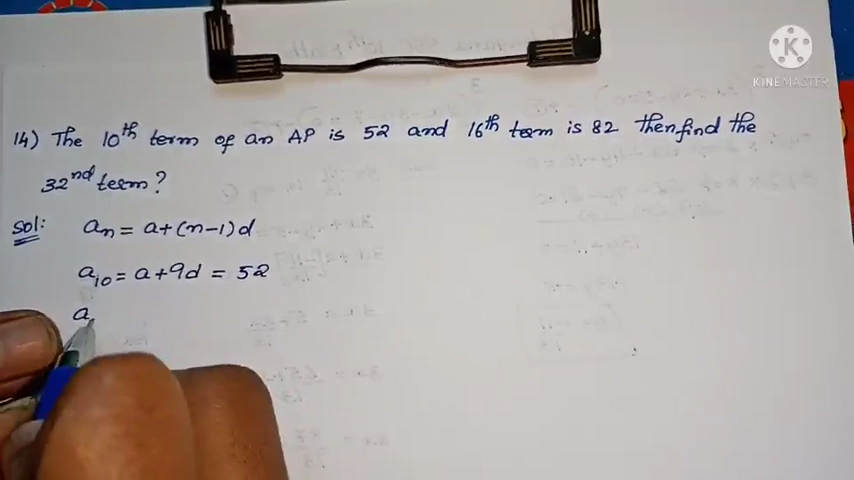 KINEMASTER
14) The 10th term of an AP is 52 and 16th term is 82 then find the
32nd term?
Sol: aₙ = a+(n-1)d
a₁₀ = a+9d = 52
a